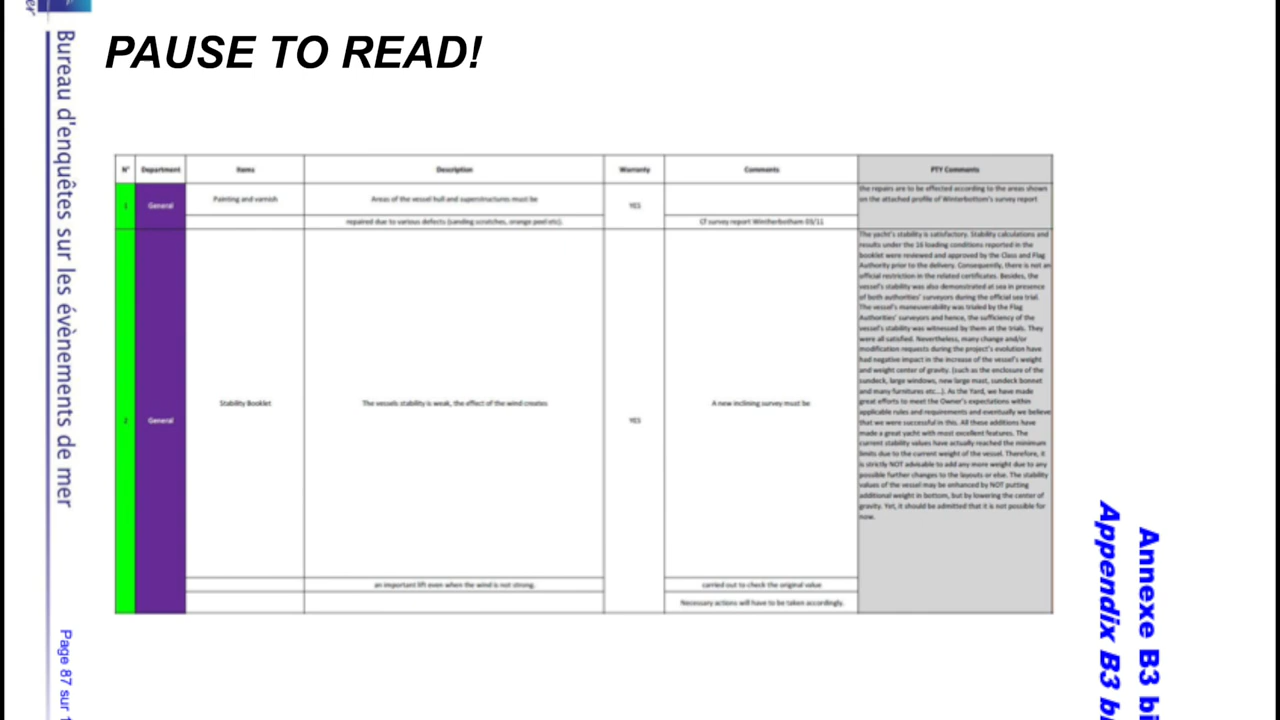 er
Bureau d'enquêtes sur les évènements de mer
Page 87 sur 1
PAUSE TO READ!
N° Department Items Description Warranty Comments PTY Comments
1 General Painting and varnish Areas of the vessel hull and superstructures must be YES
repaired due to various defects (sanding scratches, orange peel etc). Cf survey report Wintherbotham 03/11
the repairs are to be effected according to the areas shown
on the attached profile of Winterbottom's survey report
2 General Stability Booklet The vessels stability is weak, the effect of the wind creates YES A new inclining survey must be
an important lift even when the wind is not strong. carried out to check the original value
Necessary actions will have to be taken accordingly.
The yacht's stability is satisfactory. Stability calculations and
results under the 16 loading conditions reported in the
booklet were reviewed and approved by the Class and Flag
Authority prior to the delivery. Consequently, there is not an
official restriction in the related certificates. Besides, the
vessel's stability was also demonstrated at sea in presence
of both authorities' surveyors during the official sea trial.
The vessel's maneuverability was trialed by the Flag
Authorities' surveyors and hence, the sufficiency of the
vessel's stability was witnessed by them at the trials. They
were all satisfied. Nevertheless, many change and/or
modification requests during the project's evolution have
had negative impact in the increase of the vessel's weight
and weight center of gravity. (such as the enclosure of the
sundeck, large windows, new large mast, sundeck bonnet
and many furnitures etc...). As the Yard, we have made
great efforts to meet the Owner's expectations within
applicable rules and requirements and eventually we believe
that we were successful in this. All these additions have
made a great yacht with most excellent features. The
current stability values have actually reached the minimum
limits due to the current weight of the vessel. Therefore, it
is strictly NOT advisable to add any more weight due to any
possible further changes to the layouts or else. The stability
values of the vessel may be enhanced by NOT putting
additional weight in bottom, but by lowering the center of
gravity. Yet, it should be admitted that it is not possible for
now.
Annexe B3 bi
Appendix B3 bi